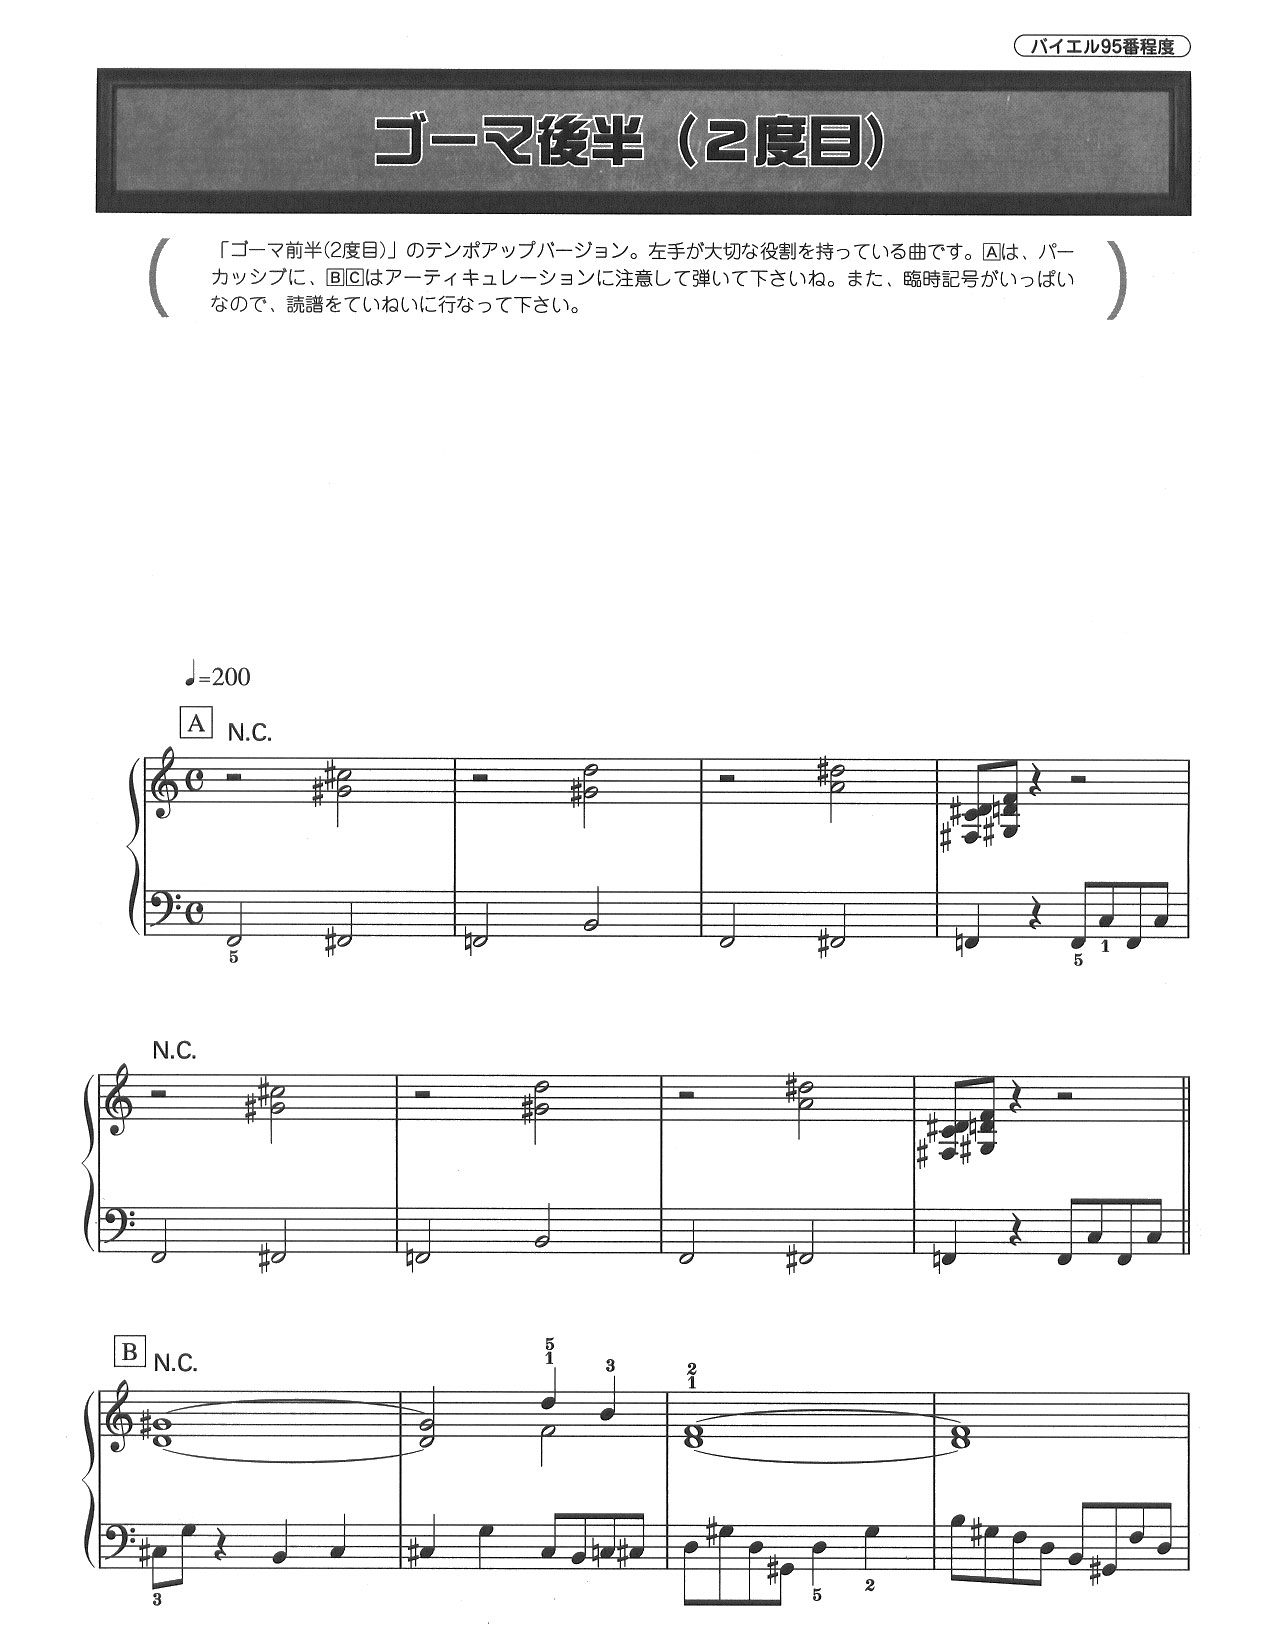 バイエル95番程度
ゴーマ後半（2度目）
「ゴーマ前半(2度目)」のテンポアップバージョン。左手が大切な役割を持っている曲です。Aは、パー
カッシブに、BCはアーティキュレーションに注意して弾いて下さいね。また、臨時記号がいっぱい
なので、読譜をていねいに行なって下さい。
♩=200
A N.C.
5 5 1
N.C.
B N.C.
5
1 3 2
1
3 5 2